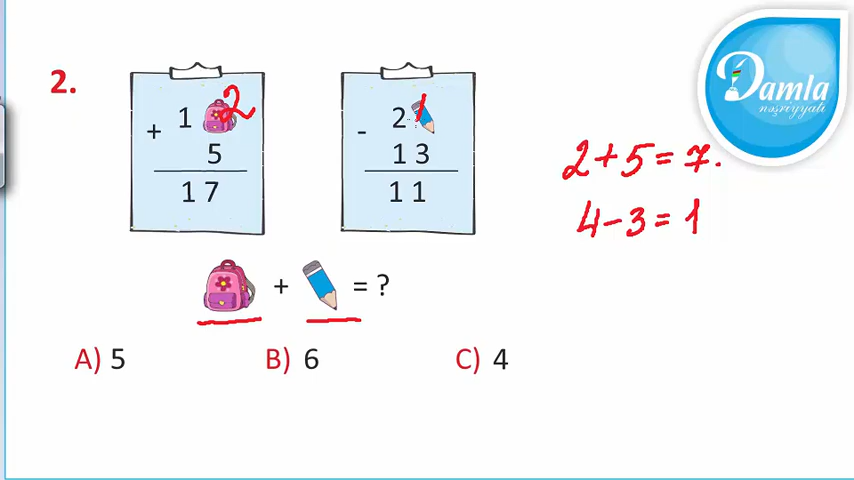 2.
+ 1 2
5
17
- 2
13
11
+ = ?
A) 5 B) 6 C) 4
2+5=7.
4-3=1
Damla
nəşriyyatı